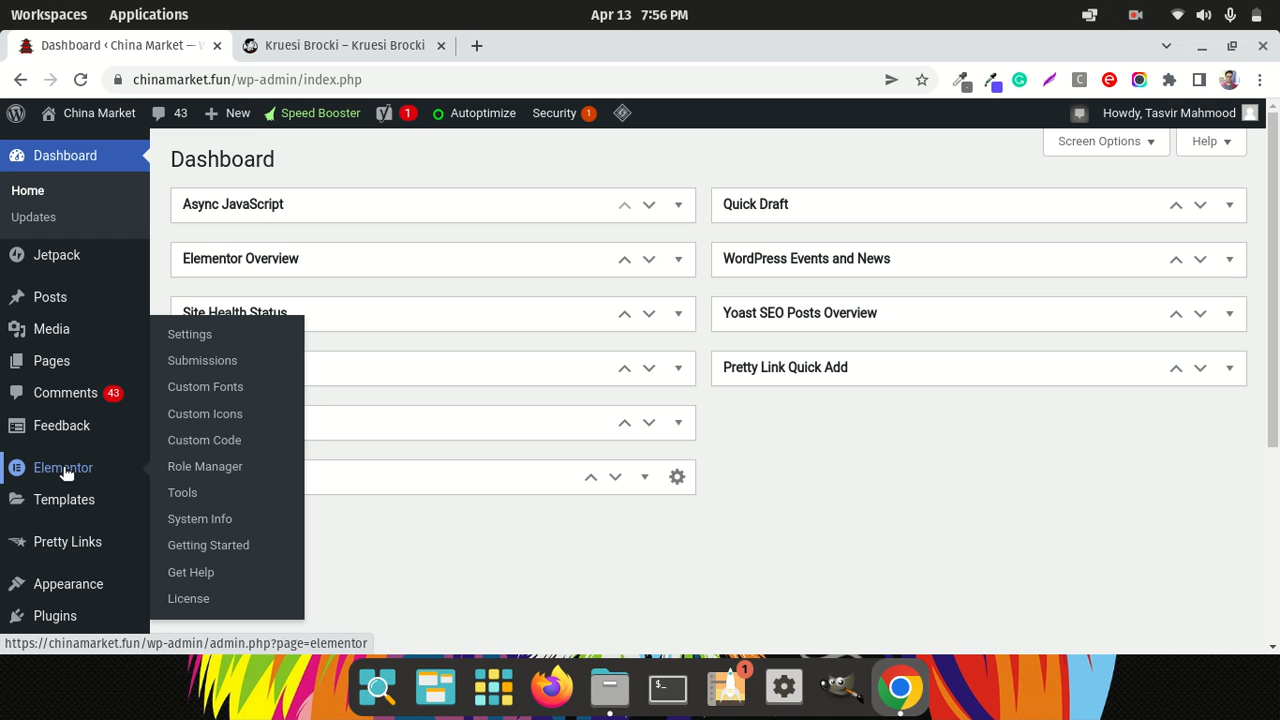 Workspaces Applications Apr 13 7:56 PM
Dashboard ‹ China Market — W Kruesi Brocki – Kruesi Brocki
chinamarket.fun/wp-admin/index.php
China Market 43 New Speed Booster 1 Autoptimize Security 1 Howdy, Tasvir Mahmood
Dashboard
Home
Updates
Jetpack
Posts
Media
Pages
Comments 43
Feedback
Elementor
Templates
Pretty Links
Appearance
Plugins
Settings
Submissions
Custom Fonts
Custom Icons
Custom Code
Role Manager
Tools
System Info
Getting Started
Get Help
License
Dashboard
Screen Options Help
Async JavaScript
Elementor Overview
Site Health Status
Quick Draft
WordPress Events and News
Yoast SEO Posts Overview
Pretty Link Quick Add
https://chinamarket.fun/wp-admin/admin.php?page=elementor
$_
1